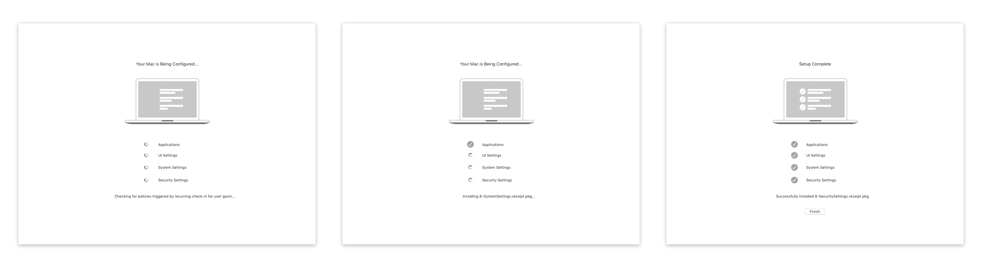 Your Mac is Being Configured...
Applications
UI Settings
System Settings
Security Settings
Checking for policies triggered by recurring check-in for user gavin...
Your Mac is Being Configured...
Applications
UI Settings
System Settings
Security Settings
Installing 8-SystemSettings.receipt.pkg...
Setup Complete
Applications
UI Settings
System Settings
Security Settings
Successfully installed 9-SecuritySettings.receipt.pkg.
Finish